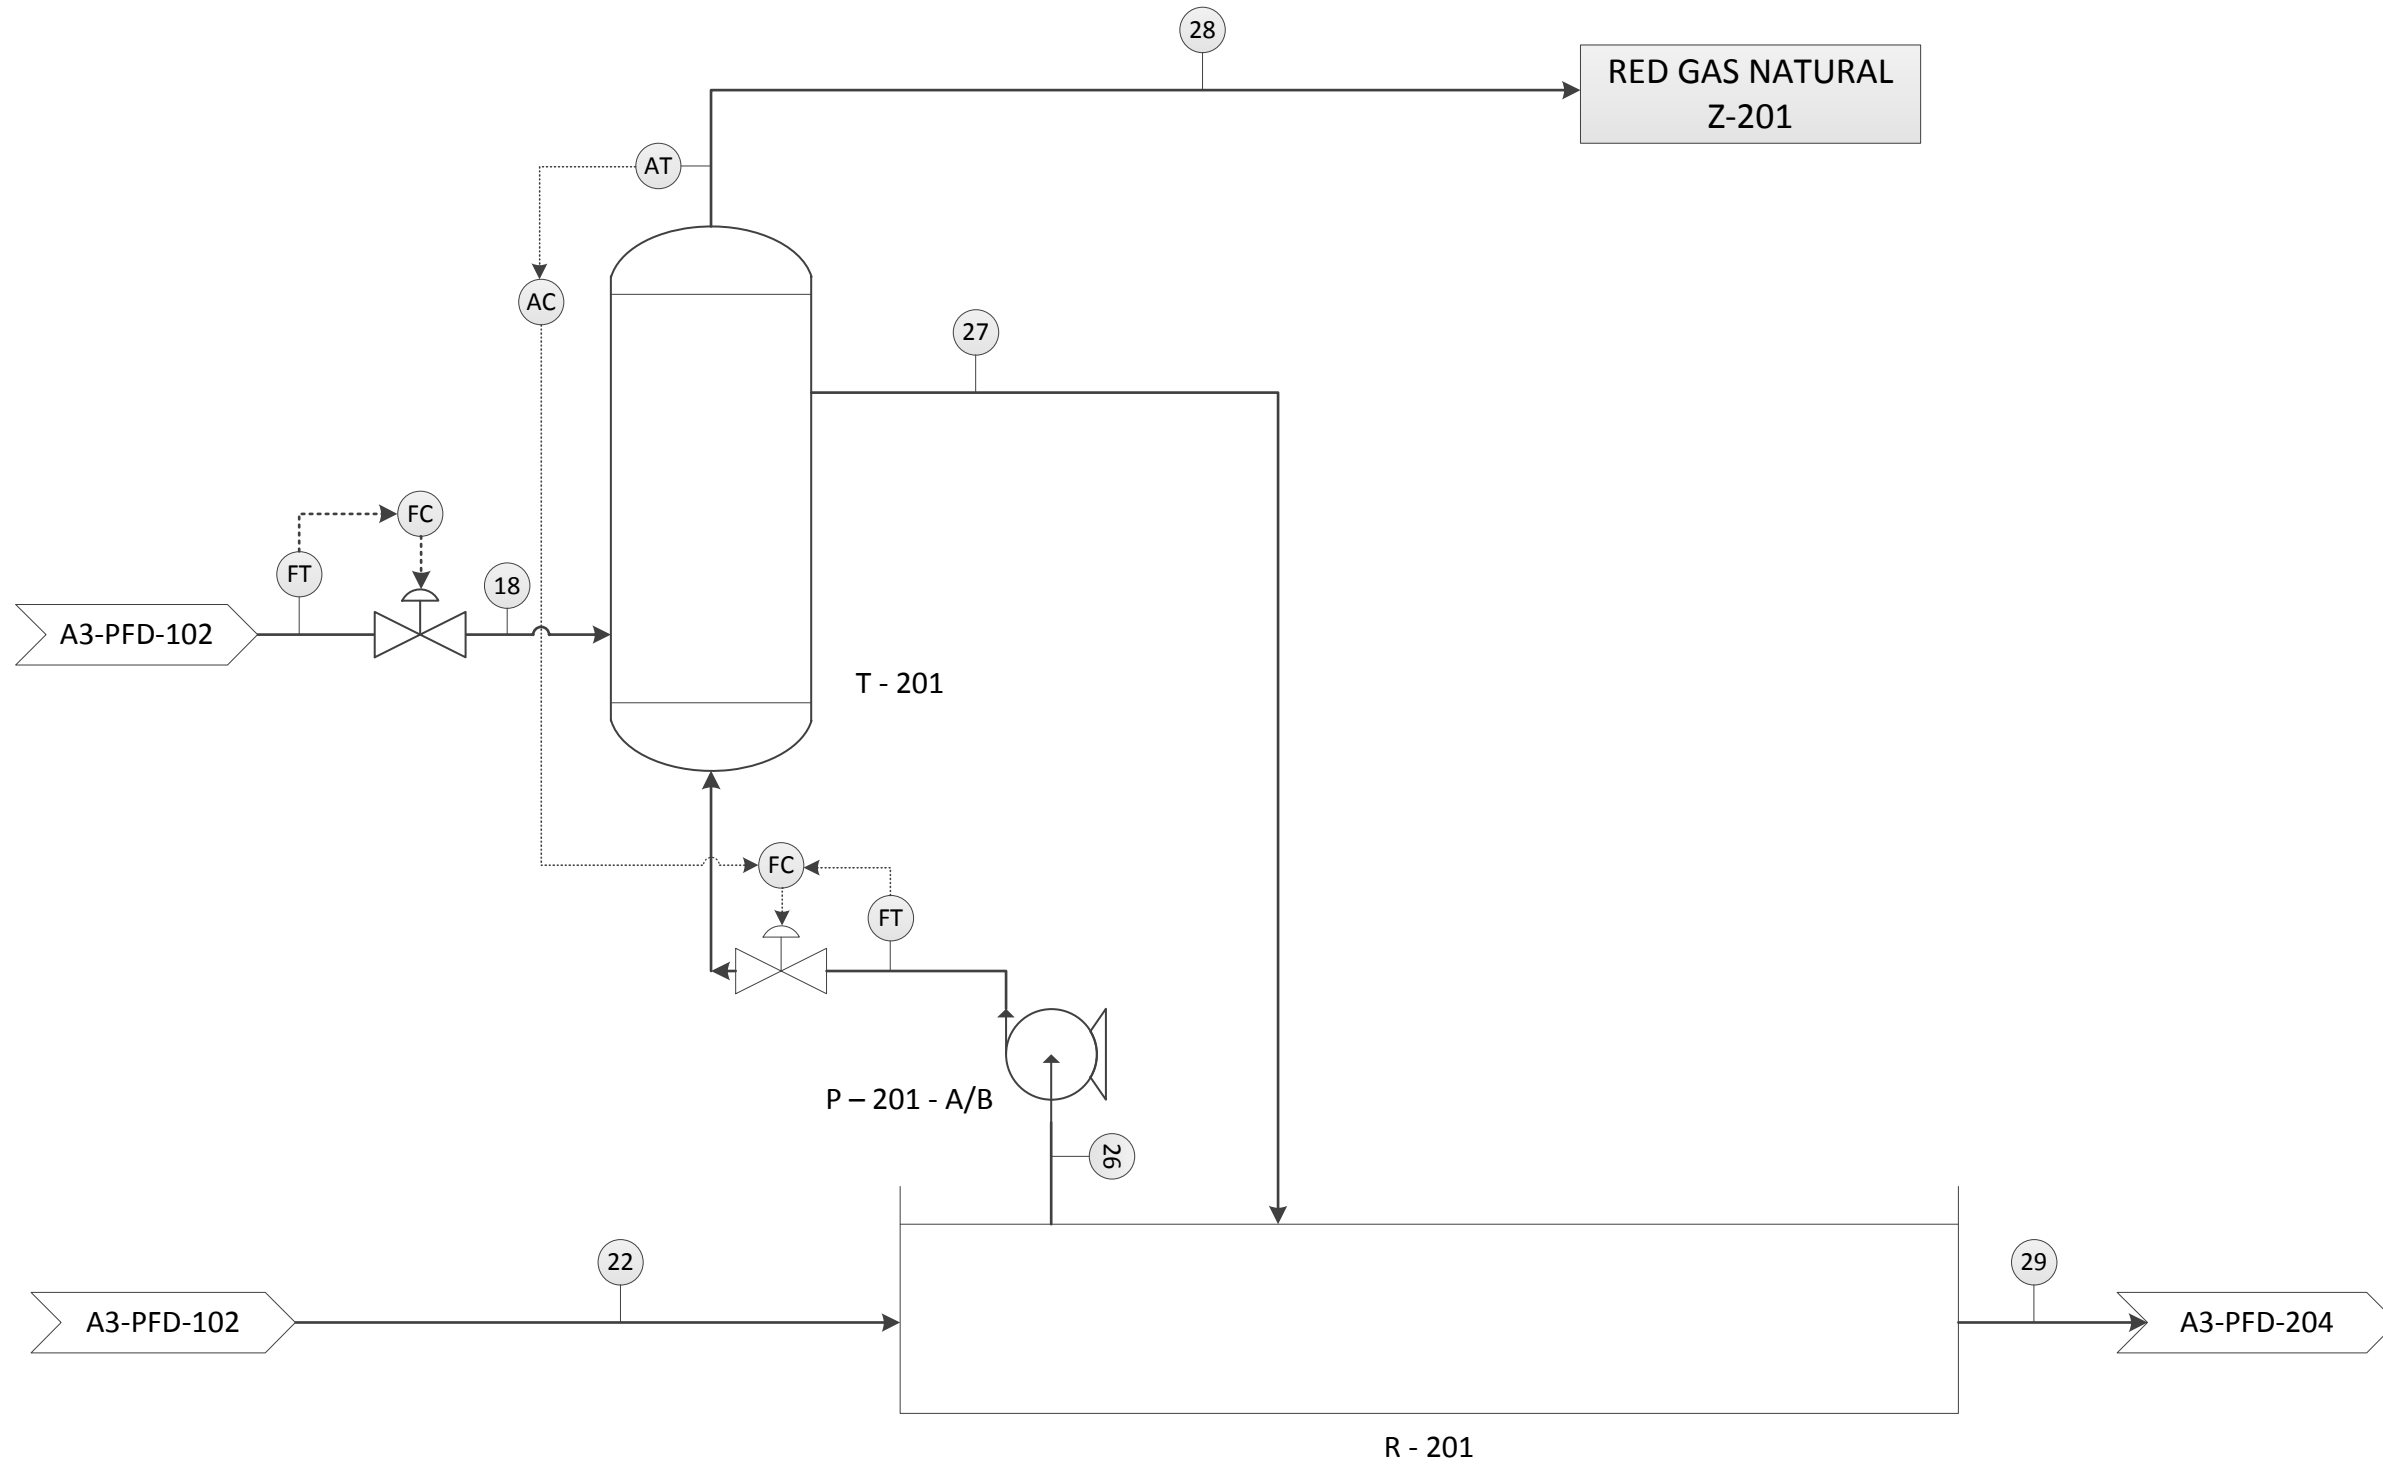 28
RED GAS NATURAL
Z-201
AT
AC
27
FC
FT
18
A3-PFD-102
T - 201
FC
FT
P – 201 - A/B
26
22
29
A3-PFD-102
A3-PFD-204
R - 201